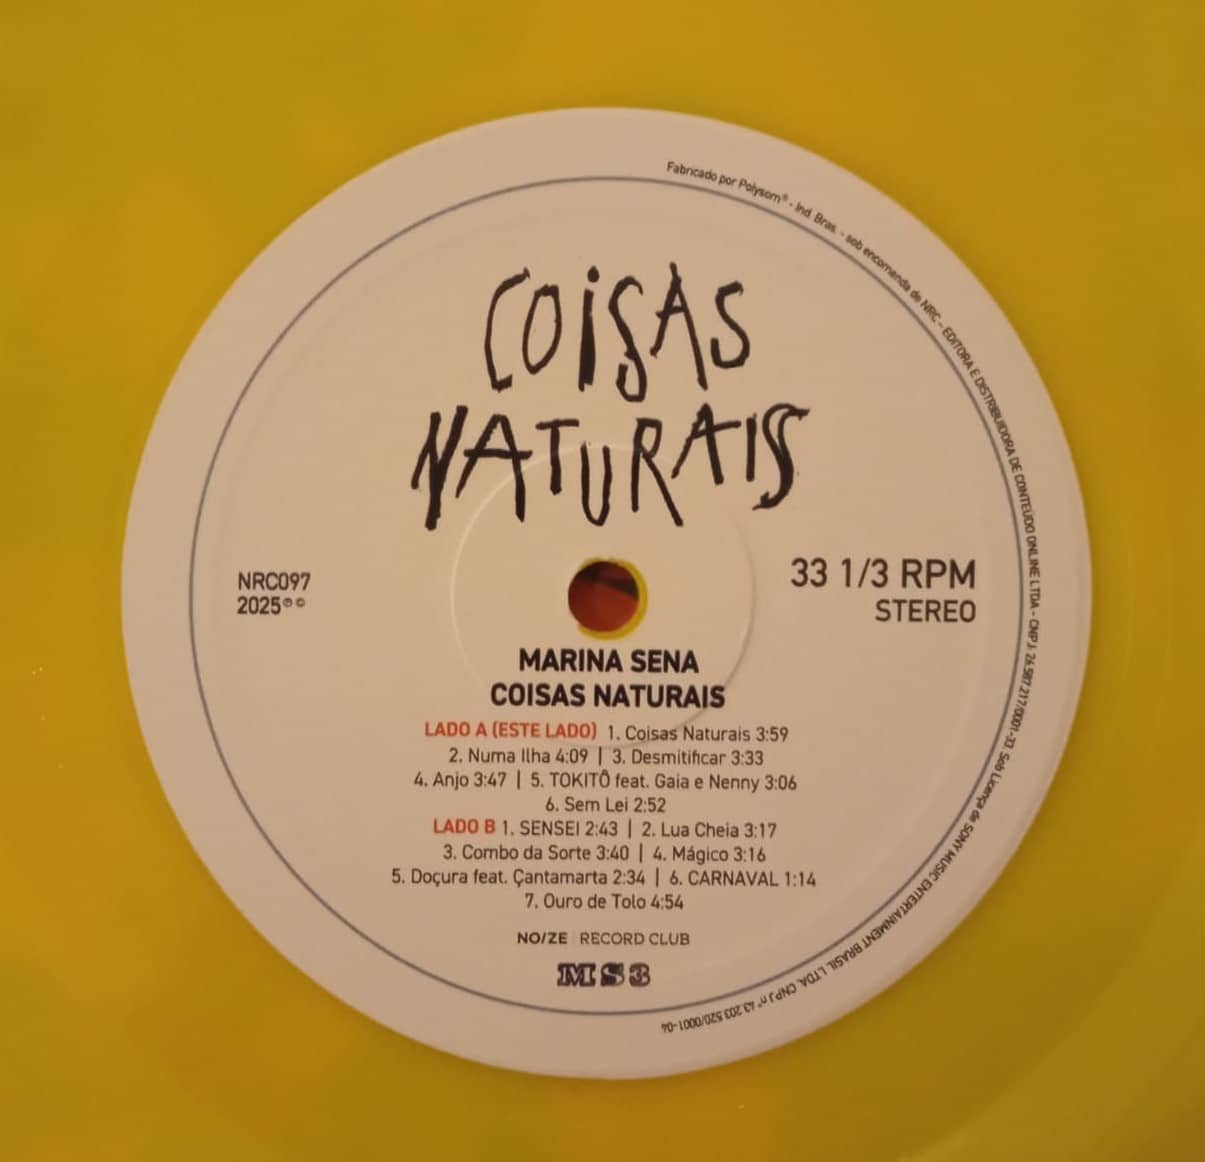 Fabricado por Polysom® - Ind. Bras. - sob encomenda de NRC - EDITORA E DISTRIBUIDORA DE CONTEÚDO ONLINE LTDA - CNPJ: 26.587.217/0001-33. Sob Licença de SONY MUSIC ENTERTAINMENT BRASIL LTDA. CNPJ nº 43.203.520/0001-04
COISAS
NATURAIS
NRC097
2025℗©
33 1/3 RPM
STEREO
MARINA SENA
COISAS NATURAIS
LADO A (ESTE LADO) 1. Coisas Naturais 3:59
2. Numa Ilha 4:09 | 3. Desmitificar 3:33
4. Anjo 3:47 | 5. TOKITÔ feat. Gaia e Nenny 3:06
6. Sem Lei 2:52
LADO B 1. SENSEI 2:43 | 2. Lua Cheia 3:17
3. Combo da Sorte 3:40 | 4. Mágico 3:16
5. Doçura feat. Çantamarta 2:34 | 6. CARNAVAL 1:14
7. Ouro de Tolo 4:54
NO/ZE | RECORD CLUB
MS3